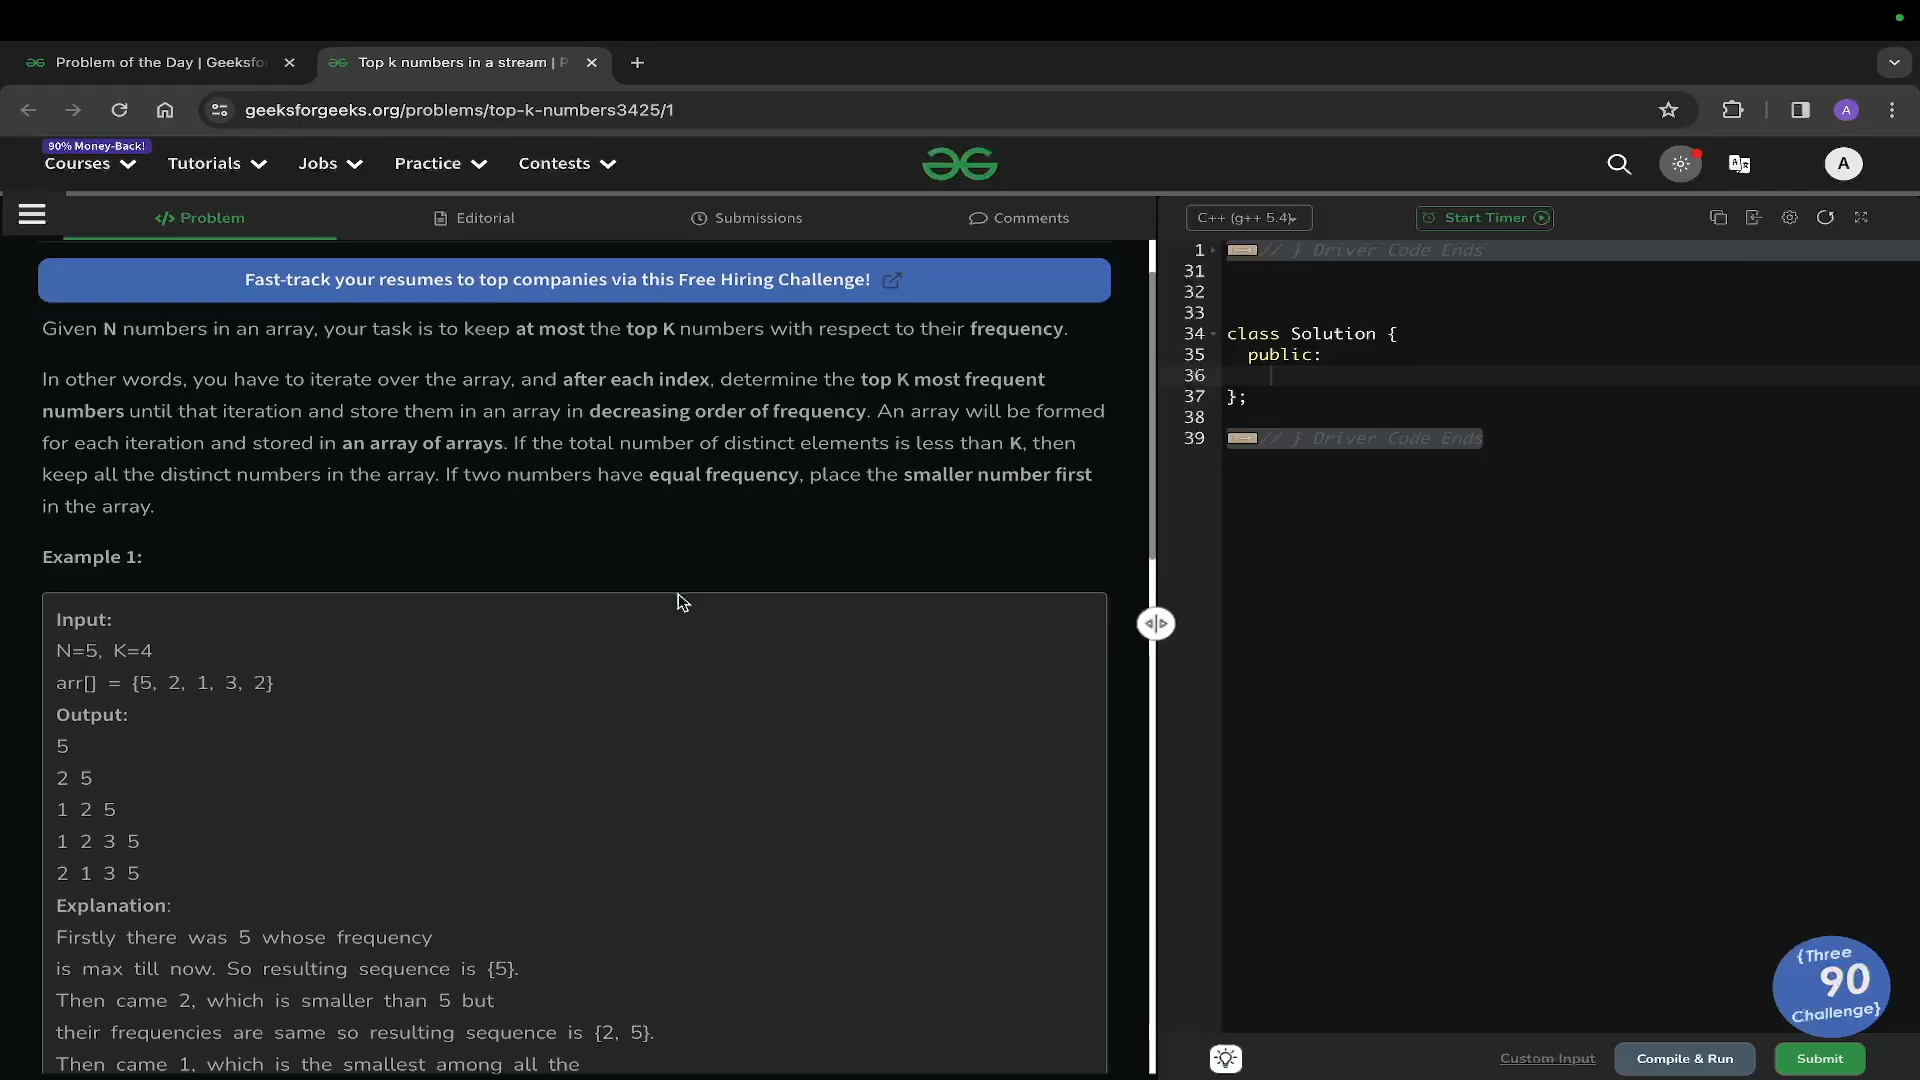 Problem of the Day | Geeksfo
Top k numbers in a stream | P
geeksforgeeks.org/problems/top-k-numbers3425/1
A
90% Money-Back!
Courses
Tutorials
Jobs
Practice
Contests
A
</> Problem
Editorial
Submissions
Comments
C++ (g++ 5.4)
Start Timer
Fast-track your resumes to top companies via this Free Hiring Challenge!
Given N numbers in an array, your task is to keep at most the top K numbers with respect to their frequency.
In other words, you have to iterate over the array, and after each index, determine the top K most frequent
numbers until that iteration and store them in an array in decreasing order of frequency. An array will be formed
for each iteration and stored in an array of arrays. If the total number of distinct elements is less than K, then
keep all the distinct numbers in the array. If two numbers have equal frequency, place the smaller number first
in the array.
Example 1:
Input:
N=5, K=4
arr[] = {5, 2, 1, 3, 2}
Output:
5
2 5
1 2 5
1 2 3 5
2 1 3 5
Explanation:
Firstly there was 5 whose frequency
is max till now. So resulting sequence is {5}.
Then came 2, which is smaller than 5 but
their frequencies are same so resulting sequence is {2, 5}.
Then came 1, which is the smallest among all the
1 // } Driver Code Ends
31
32
33
34 class Solution {
35 public:
36
37 };
38
39 // } Driver Code Ends
{Three
90
Challenge}
Custom Input
Compile & Run
Submit